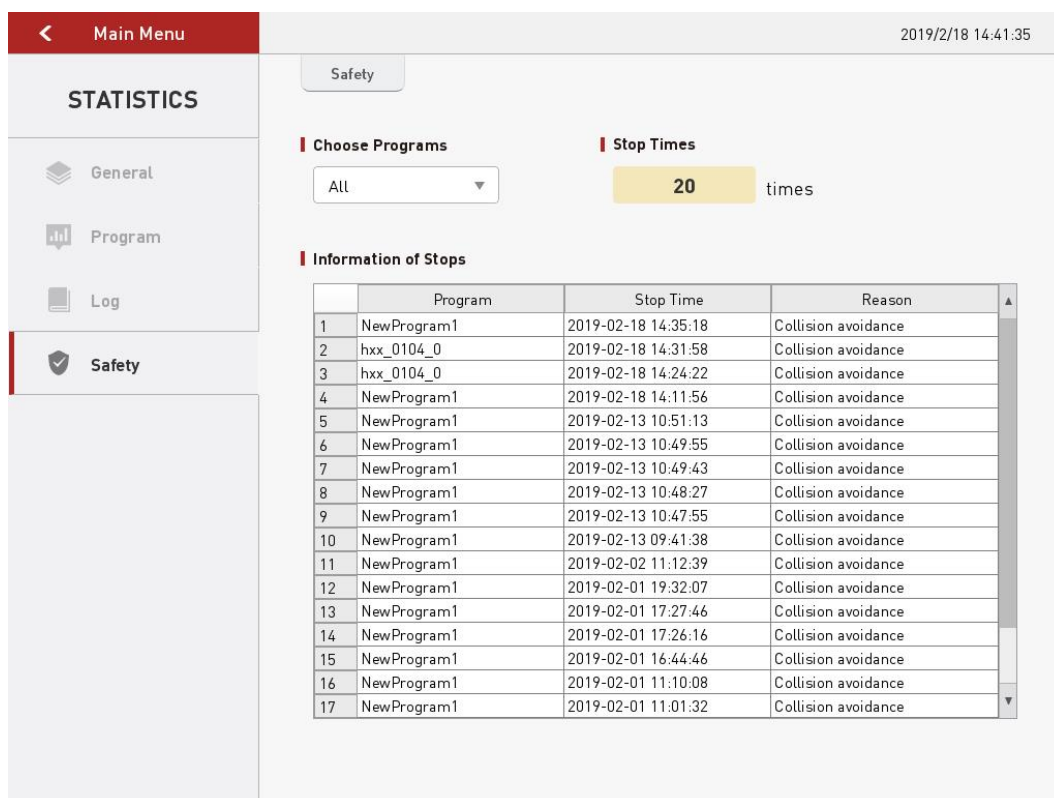 Main Menu 2019/2/18 14:41:35
STATISTICS
General
Program
Log
Safety
Safety
Choose Programs Stop Times
All 20 times
Information of Stops
Program Stop Time Reason
1 NewProgram1 2019-02-18 14:35:18 Collision avoidance
2 hxx_0104_0 2019-02-18 14:31:58 Collision avoidance
3 hxx_0104_0 2019-02-18 14:24:22 Collision avoidance
4 NewProgram1 2019-02-18 14:11:56 Collision avoidance
5 NewProgram1 2019-02-13 10:51:13 Collision avoidance
6 NewProgram1 2019-02-13 10:49:55 Collision avoidance
7 NewProgram1 2019-02-13 10:49:43 Collision avoidance
8 NewProgram1 2019-02-13 10:48:27 Collision avoidance
9 NewProgram1 2019-02-13 10:47:55 Collision avoidance
10 NewProgram1 2019-02-13 09:41:38 Collision avoidance
11 NewProgram1 2019-02-02 11:12:39 Collision avoidance
12 NewProgram1 2019-02-01 19:32:07 Collision avoidance
13 NewProgram1 2019-02-01 17:27:46 Collision avoidance
14 NewProgram1 2019-02-01 17:26:16 Collision avoidance
15 NewProgram1 2019-02-01 16:44:46 Collision avoidance
16 NewProgram1 2019-02-01 11:10:08 Collision avoidance
17 NewProgram1 2019-02-01 11:01:32 Collision avoidance